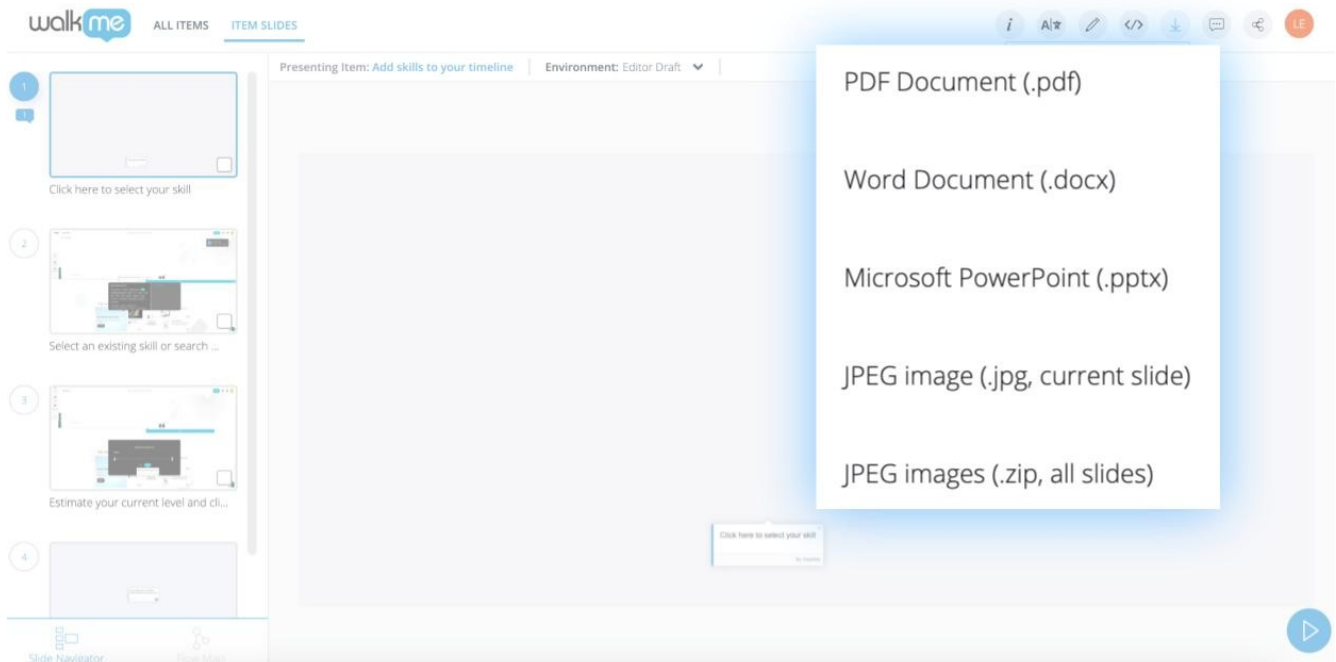 walkme
ALL ITEMS
ITEM SLIDES
i
A
</>
LE
Presenting Item: Add skills to your timeline
Environment: Editor Draft
PDF Document (.pdf)
Word Document (.docx)
Microsoft PowerPoint (.pptx)
JPEG image (.jpg, current slide)
JPEG images (.zip, all slides)
1
1
Click here to select your skill
2
Select an existing skill or search ...
3
Estimate your current level and cli...
4
Click here to select your skill
Slide Navigator
Flow Map